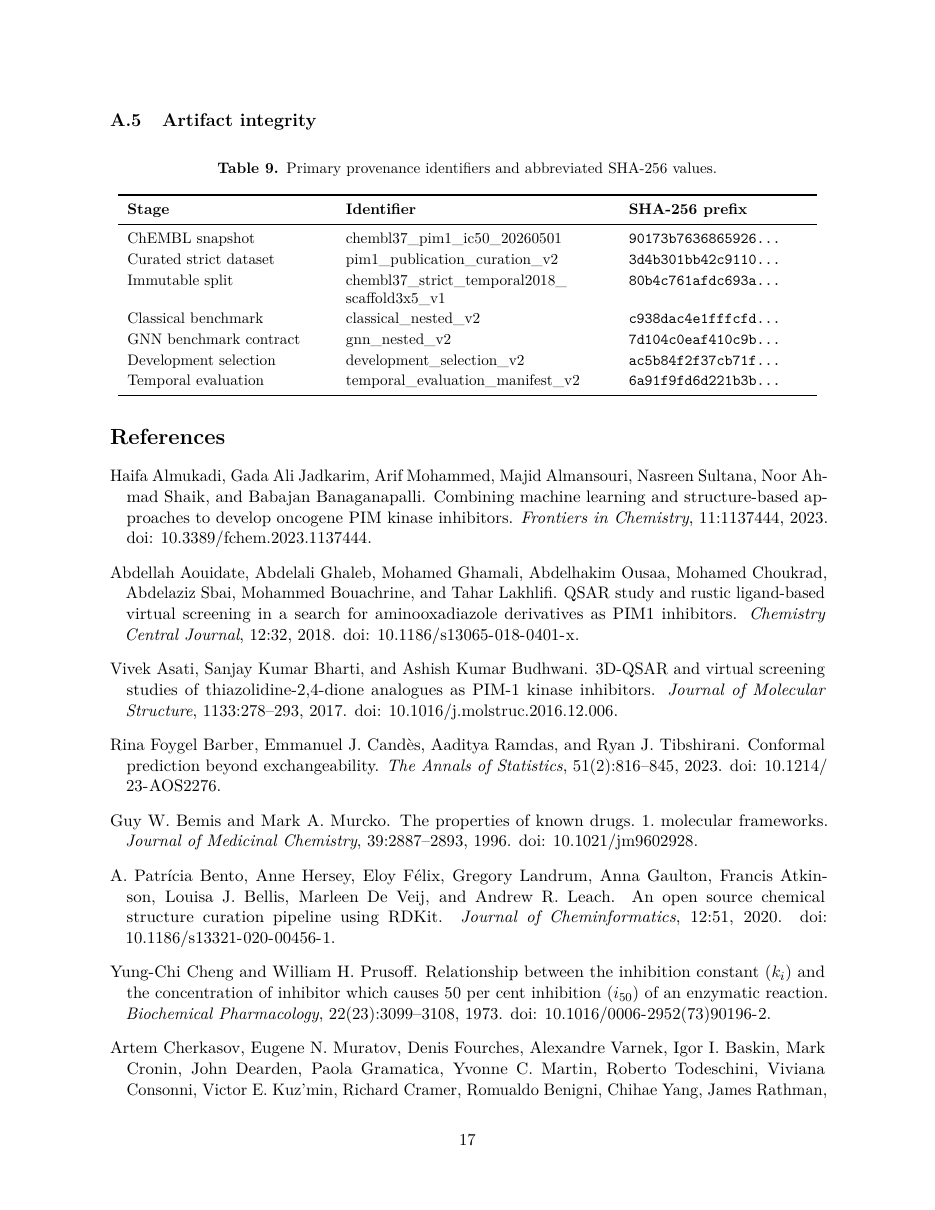 A.5 Artifact integrity
Table 9. Primary provenance identifiers and abbreviated SHA-256 values.
Stage Identifier SHA-256 prefix
ChEMBL snapshot chembl37_pim1_ic50_20260501 90173b7636865926...
Curated strict dataset pim1_publication_curation_v2 3d4b301bb42c9110...
Immutable split chembl37_strict_temporal2018_ 80b4c761afdc693a...
scaffold3x5_v1
Classical benchmark classical_nested_v2 c938dac4e1fffcfd...
GNN benchmark contract gnn_nested_v2 7d104c0eaf410c9b...
Development selection development_selection_v2 ac5b84f2f37cb71f...
Temporal evaluation temporal_evaluation_manifest_v2 6a91f9fd6d221b3b...
References
Haifa Almukadi, Gada Ali Jadkarim, Arif Mohammed, Majid Almansouri, Nasreen Sultana, Noor Ah-
mad Shaik, and Babajan Banaganapalli. Combining machine learning and structure-based ap-
proaches to develop oncogene PIM kinase inhibitors. Frontiers in Chemistry, 11:1137444, 2023.
doi: 10.3389/fchem.2023.1137444.
Abdellah Aouidate, Abdelali Ghaleb, Mohamed Ghamali, Abdelhakim Ousaa, Mohamed Choukrad,
Abdelaziz Sbai, Mohammed Bouachrine, and Tahar Lakhlifi. QSAR study and rustic ligand-based
virtual screening in a search for aminooxadiazole derivatives as PIM1 inhibitors. Chemistry
Central Journal, 12:32, 2018. doi: 10.1186/s13065-018-0401-x.
Vivek Asati, Sanjay Kumar Bharti, and Ashish Kumar Budhwani. 3D-QSAR and virtual screening
studies of thiazolidine-2,4-dione analogues as PIM-1 kinase inhibitors. Journal of Molecular
Structure, 1133:278–293, 2017. doi: 10.1016/j.molstruc.2016.12.006.
Rina Foygel Barber, Emmanuel J. Candès, Aaditya Ramdas, and Ryan J. Tibshirani. Conformal
prediction beyond exchangeability. The Annals of Statistics, 51(2):816–845, 2023. doi: 10.1214/
23-AOS2276.
Guy W. Bemis and Mark A. Murcko. The properties of known drugs. 1. molecular frameworks.
Journal of Medicinal Chemistry, 39:2887–2893, 1996. doi: 10.1021/jm9602928.
A. Patrícia Bento, Anne Hersey, Eloy Félix, Gregory Landrum, Anna Gaulton, Francis Atkin-
son, Louisa J. Bellis, Marleen De Veij, and Andrew R. Leach. An open source chemical
structure curation pipeline using RDKit. Journal of Cheminformatics, 12:51, 2020. doi:
10.1186/s13321-020-00456-1.
Yung-Chi Cheng and William H. Prusoff. Relationship between the inhibition constant (kᵢ) and
the concentration of inhibitor which causes 50 per cent inhibition (i₅₀) of an enzymatic reaction.
Biochemical Pharmacology, 22(23):3099–3108, 1973. doi: 10.1016/0006-2952(73)90196-2.
Artem Cherkasov, Eugene N. Muratov, Denis Fourches, Alexandre Varnek, Igor I. Baskin, Mark
Cronin, John Dearden, Paola Gramatica, Yvonne C. Martin, Roberto Todeschini, Viviana
Consonni, Victor E. Kuz'min, Richard Cramer, Romualdo Benigni, Chihae Yang, James Rathman,
17